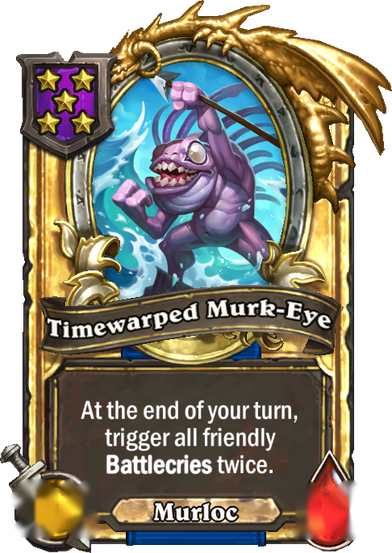 Timewarped Murk-Eye
At the end of your turn,
trigger all friendly
Battlecries twice.
Murloc